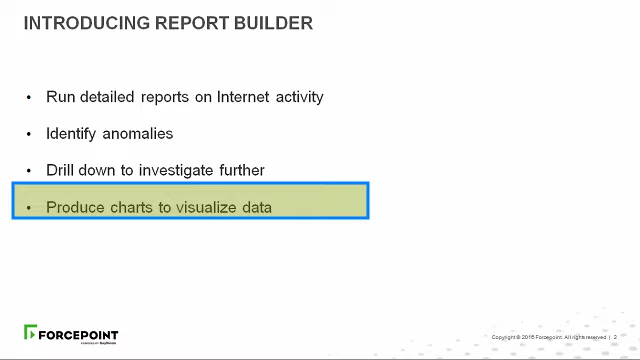 INTRODUCING REPORT BUILDER
• Run detailed reports on Internet activity
• Identify anomalies
• Drill down to investigate further
• Produce charts to visualize data
FORCEPOINT
Copyright © 2016 Forcepoint. All rights reserved. | 2